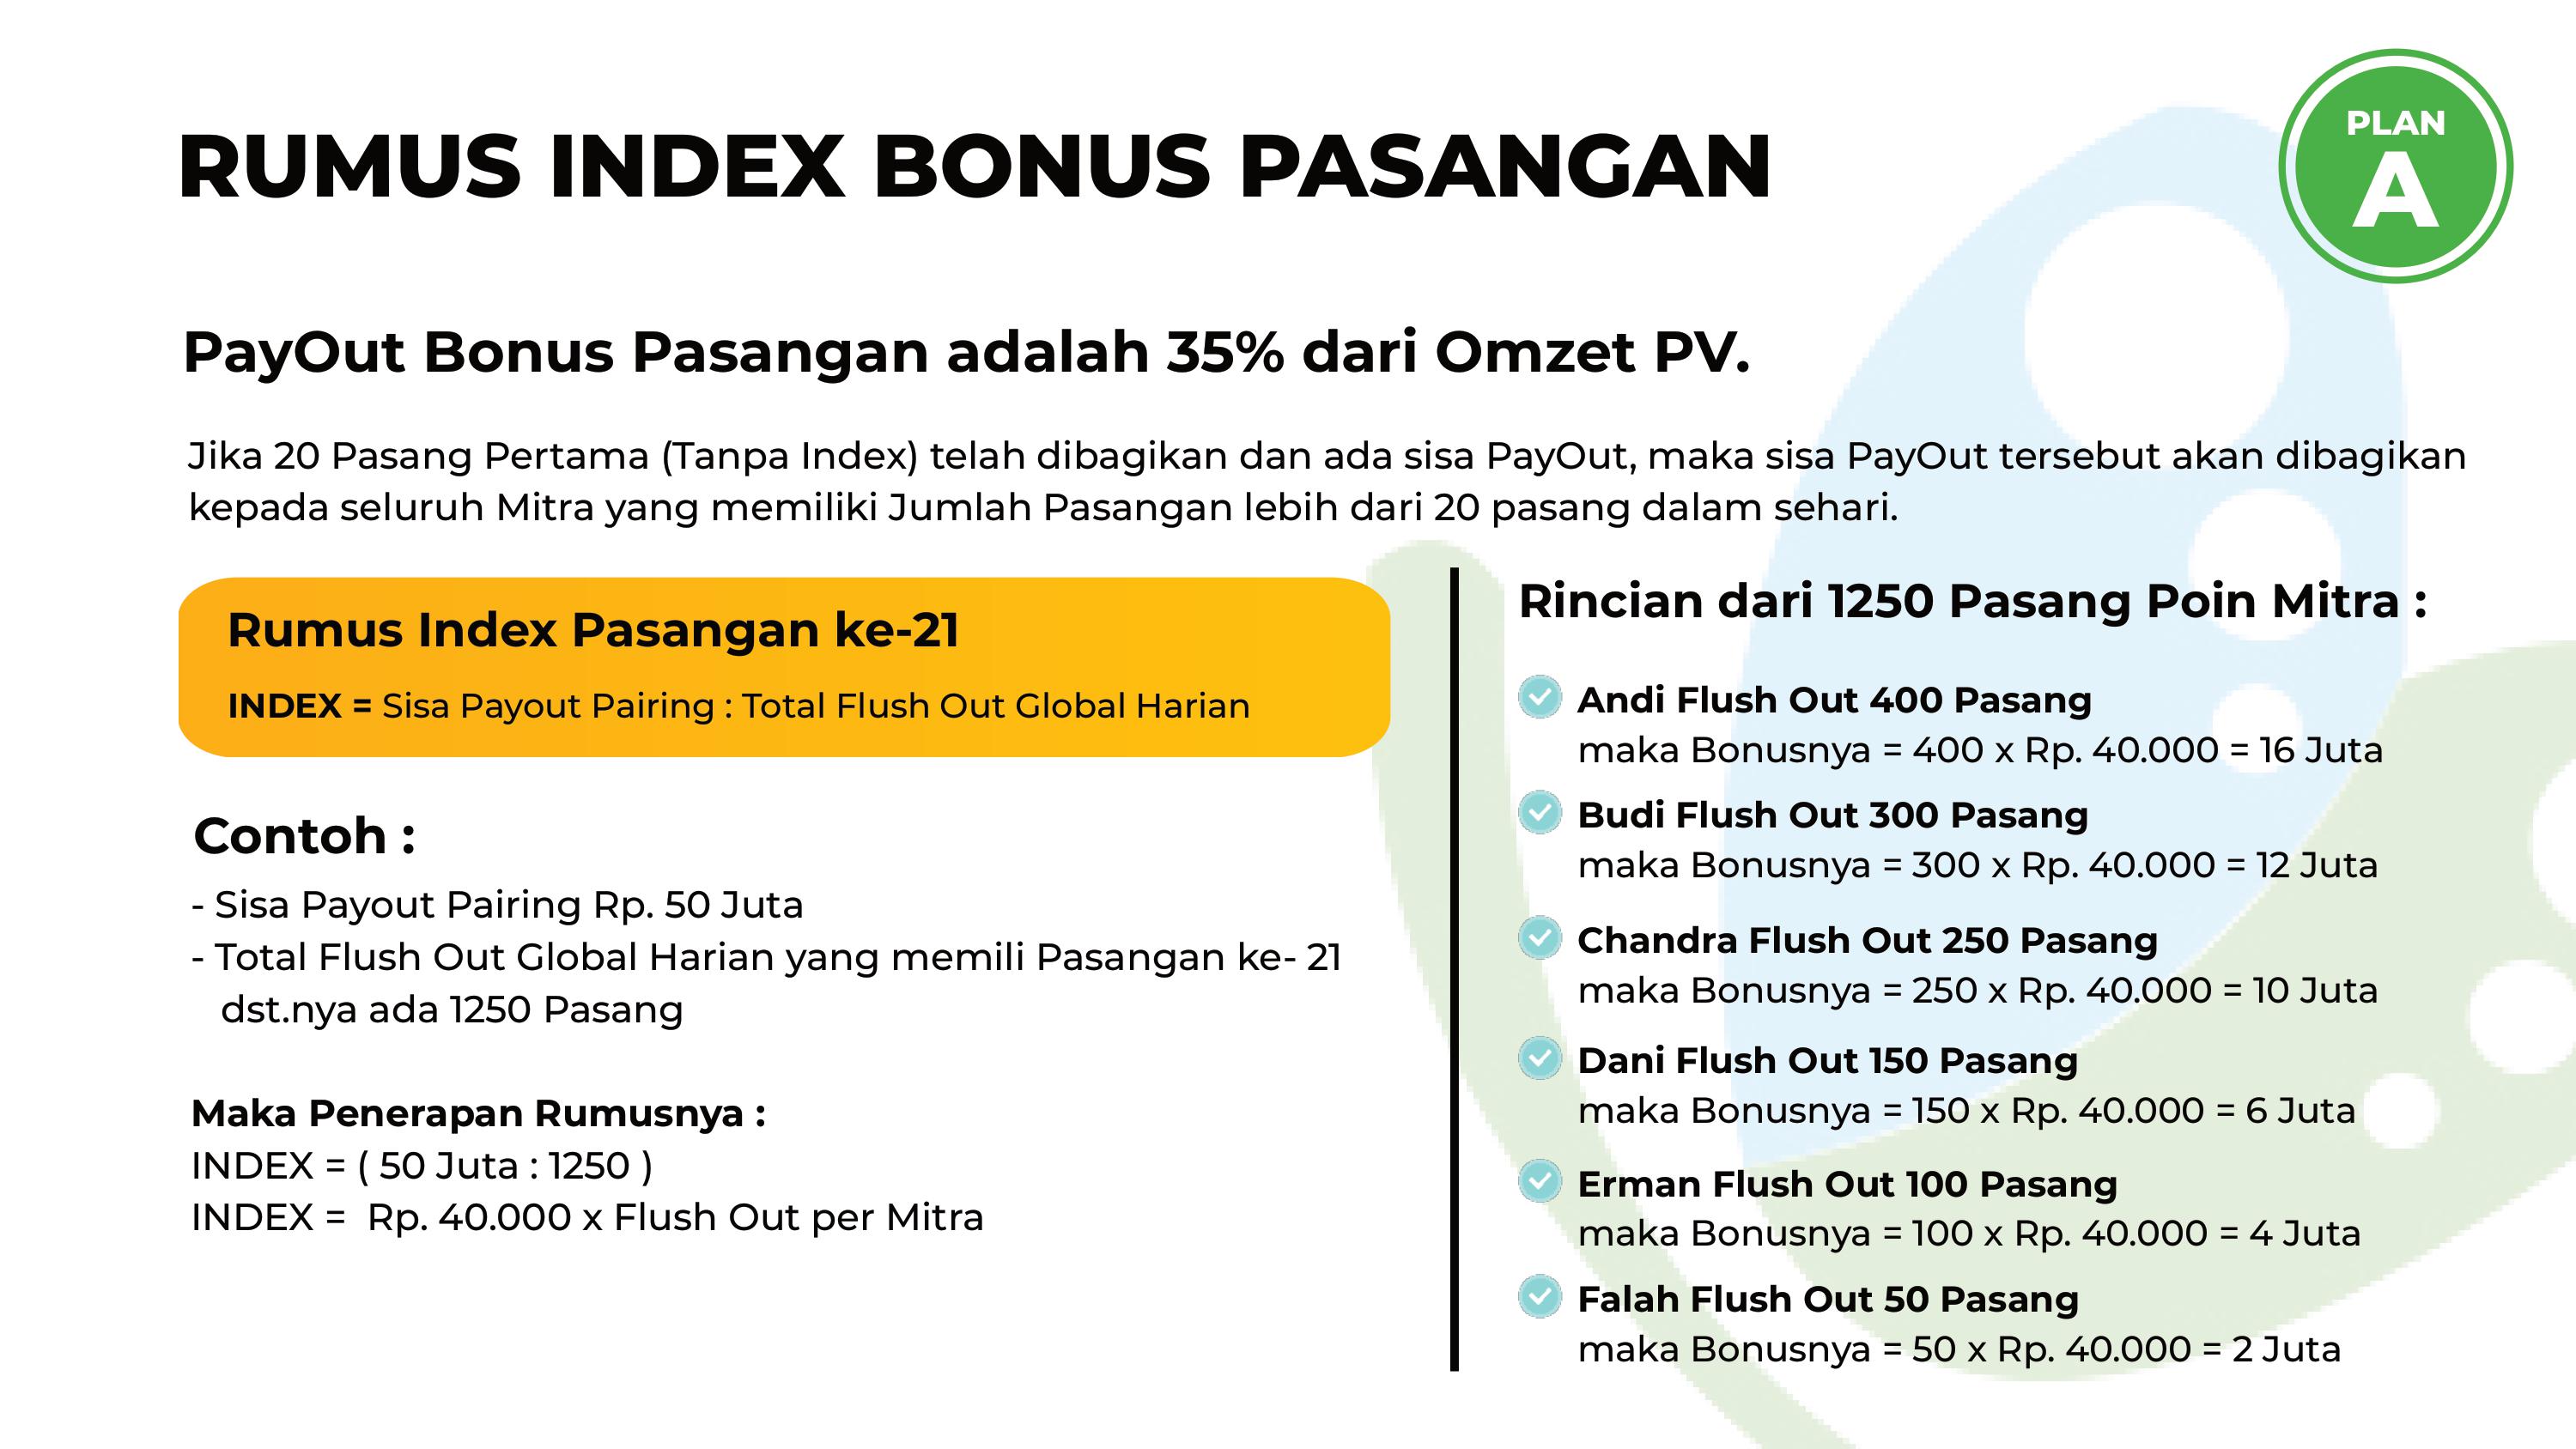 PLAN
A
RUMUS INDEX BONUS PASANGAN
PayOut Bonus Pasangan adalah 35% dari Omzet PV.
Jika 20 Pasang Pertama (Tanpa Index) telah dibagikan dan ada sisa PayOut, maka sisa PayOut tersebut akan dibagikan
kepada seluruh Mitra yang memiliki Jumlah Pasangan lebih dari 20 pasang dalam sehari.
Rumus Index Pasangan ke-21
INDEX = Sisa Payout Pairing : Total Flush Out Global Harian
Contoh :
- Sisa Payout Pairing Rp. 50 Juta
- Total Flush Out Global Harian yang memili Pasangan ke- 21
dst.nya ada 1250 Pasang
Maka Penerapan Rumusnya :
INDEX = ( 50 Juta : 1250 )
INDEX = Rp. 40.000 x Flush Out per Mitra
Rincian dari 1250 Pasang Poin Mitra :
Andi Flush Out 400 Pasang
maka Bonusnya = 400 x Rp. 40.000 = 16 Juta
Budi Flush Out 300 Pasang
maka Bonusnya = 300 x Rp. 40.000 = 12 Juta
Chandra Flush Out 250 Pasang
maka Bonusnya = 250 x Rp. 40.000 = 10 Juta
Dani Flush Out 150 Pasang
maka Bonusnya = 150 x Rp. 40.000 = 6 Juta
Erman Flush Out 100 Pasang
maka Bonusnya = 100 x Rp. 40.000 = 4 Juta
Falah Flush Out 50 Pasang
maka Bonusnya = 50 x Rp. 40.000 = 2 Juta